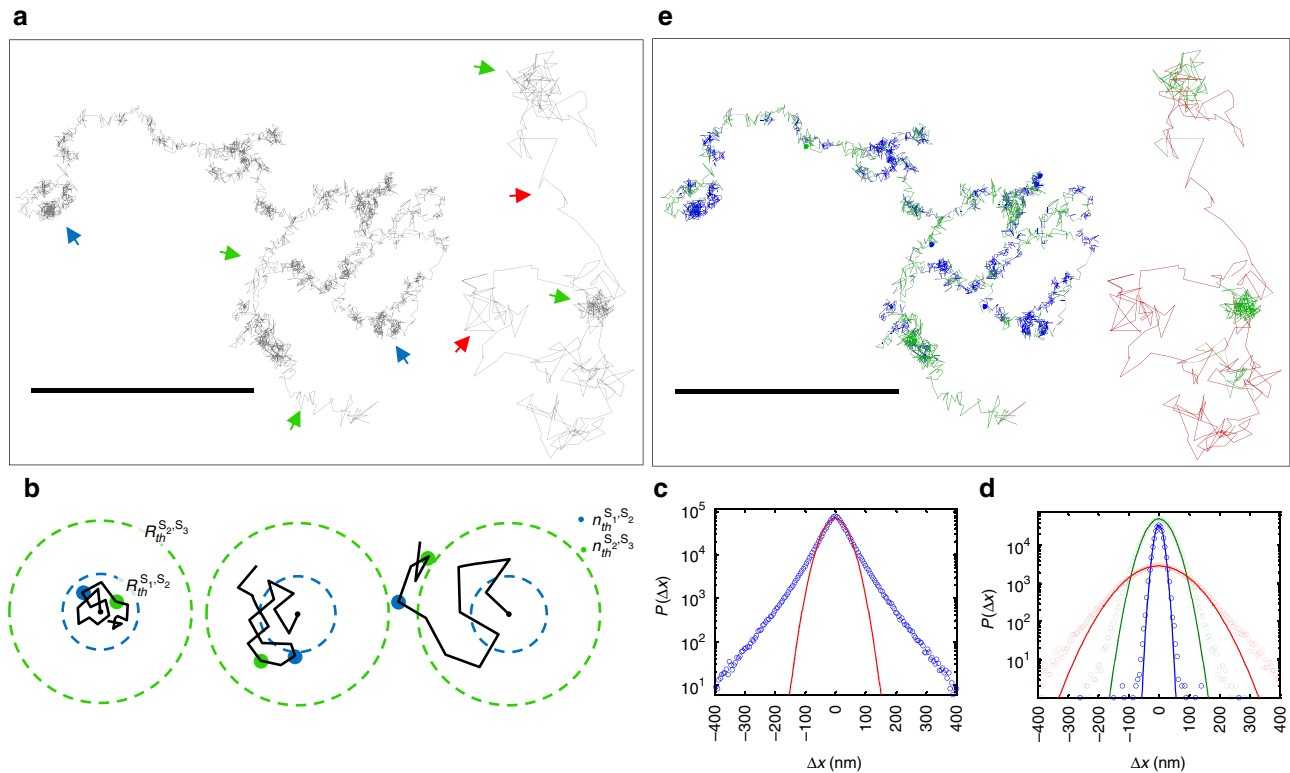 a
e
b
R_th^S2,S3
R_th^S1,S2
n_th^S1,S2
n_th^S2,S3
c
10^5
10^4
10^3
10^2
10^1
P(Δx)
−400
−300
−200
−100
0
100
200
300
400
Δx (nm)
d
10^4
10^3
10^2
10^1
P(Δx)
−400
−300
−200
−100
0
100
200
300
400
Δx (nm)